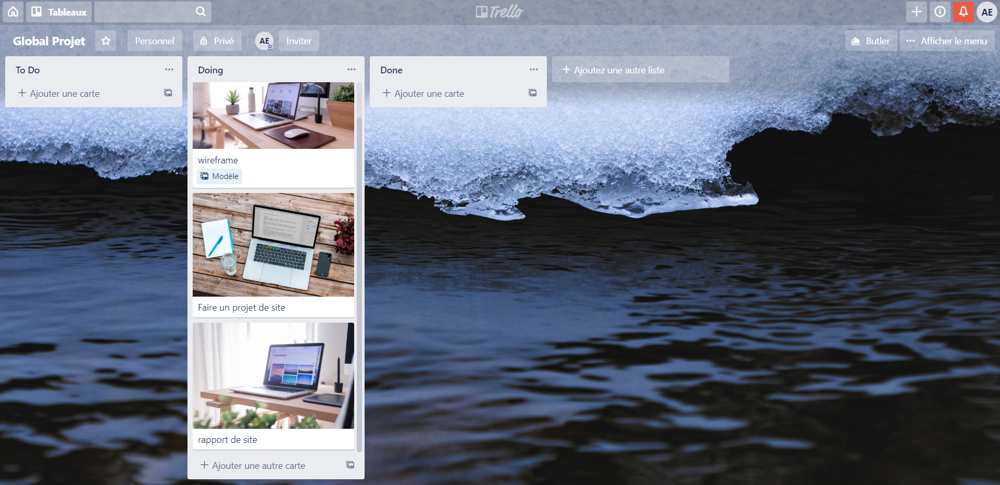 Tableaux
Trello
AE
Global Projet
Personnel
Privé
AE
Inviter
Butler
Afficher le menu
To Do
Ajouter une carte
Doing
wireframe
Modèle
Faire un projet de site
rapport de site
Ajouter une autre carte
Done
Ajouter une carte
Ajoutez une autre liste